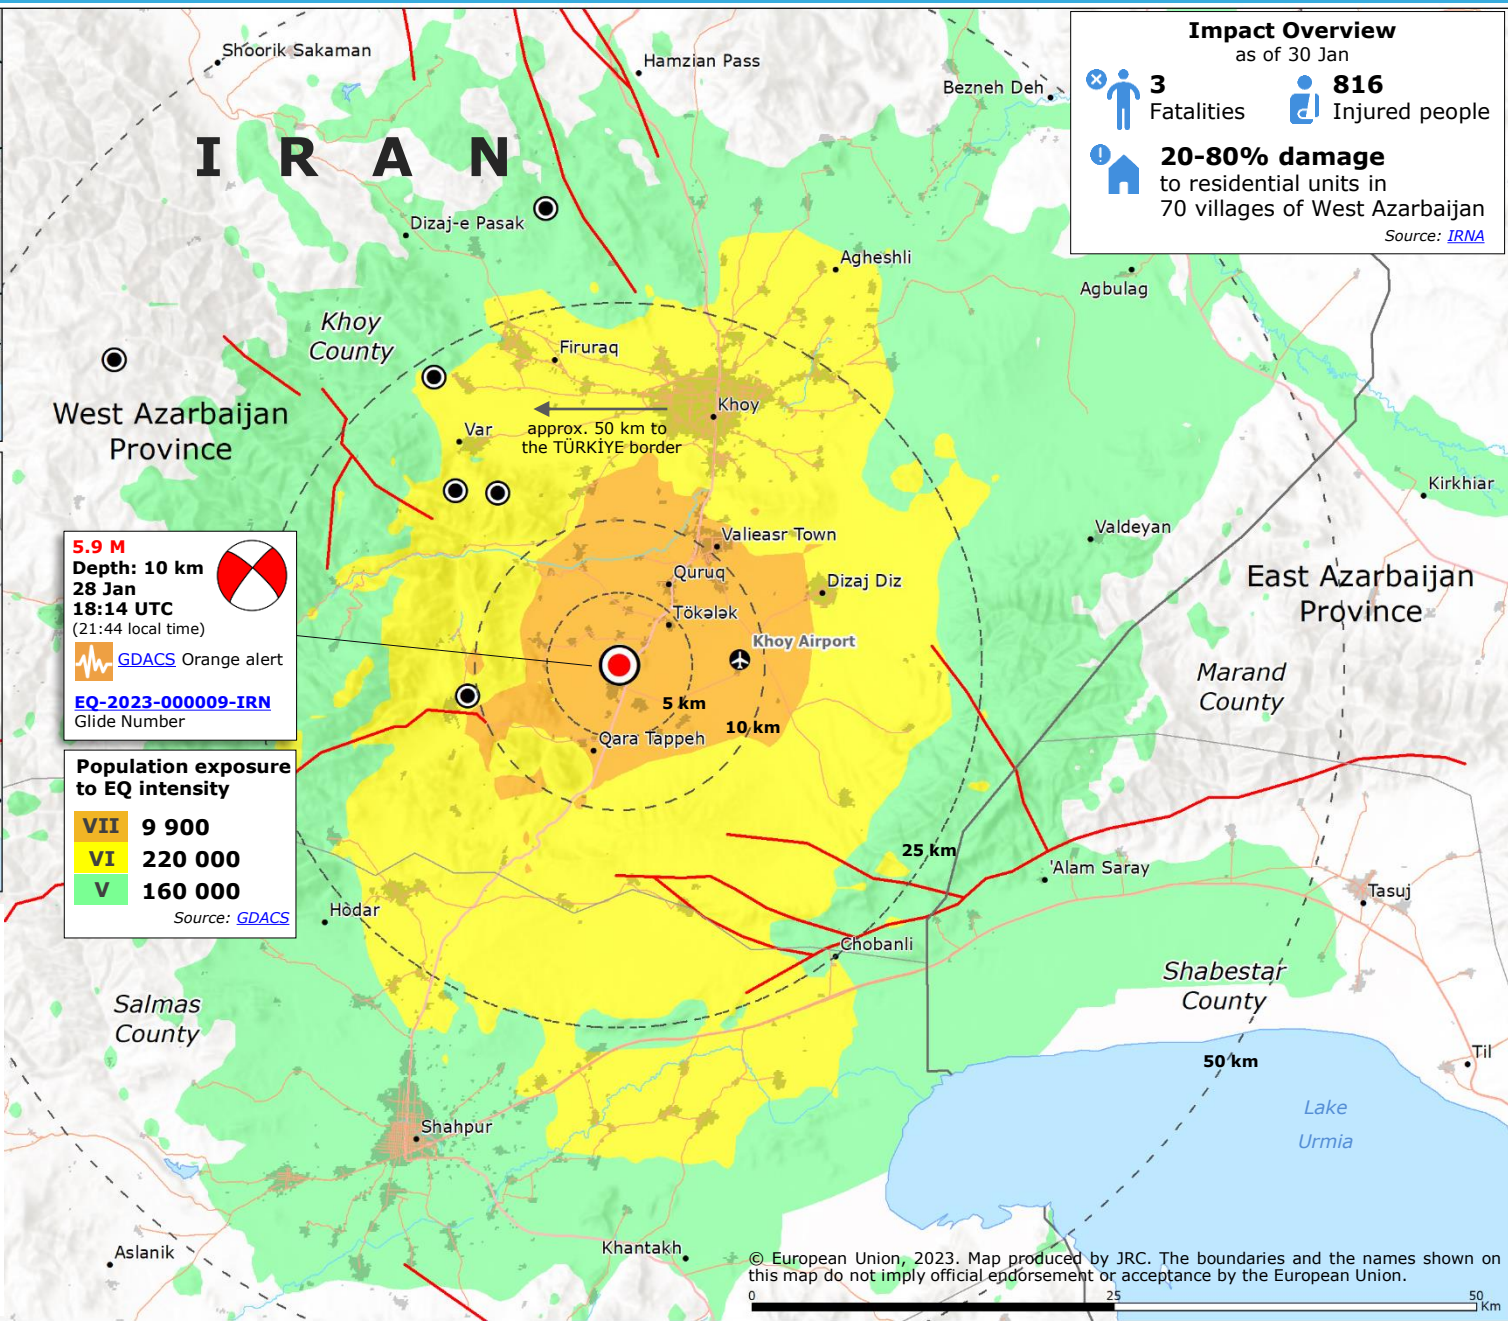 Impact Overview
as of 30 Jan
3
Fatalities
816
Injured people
20-80% damage
to residential units in
70 villages of West Azarbaijan
Source: IRNA
Shoorik Sakaman
Hamzian Pass
Bezneh Deh
IRAN
Dizaj-e Pasak
Agheshli
Agbulag
Khoy
County
Firuraq
West Azarbaijan
Province
Khoy
approx. 50 km to
the TÜRKİYE border
Var
Kirkhiar
Valdeyan
Valieasr Town
Quruq
Dizaj Diz
Tökələk
East Azarbaijan
Province
Khoy Airport
Marand
County
5.9 M
Depth: 10 km
28 Jan
18:14 UTC
(21:44 local time)
GDACS Orange alert
EQ-2023-000009-IRN
Glide Number
5 km
10 km
Qara Tappeh
Population exposure
to EQ intensity
VII 9 900
VI 220 000
V 160 000
Source: GDACS
25 km
'Alam Saray
Tasuj
Hòdar
Chobanli
Shabestar
County
Salmas
County
Til
50 km
Lake
Urmia
Shahpur
Aslanik
Khantakh
© European Union, 2023. Map produced by JRC. The boundaries and the names shown on
this map do not imply official endorsement or acceptance by the European Union.
0 25 50
Km